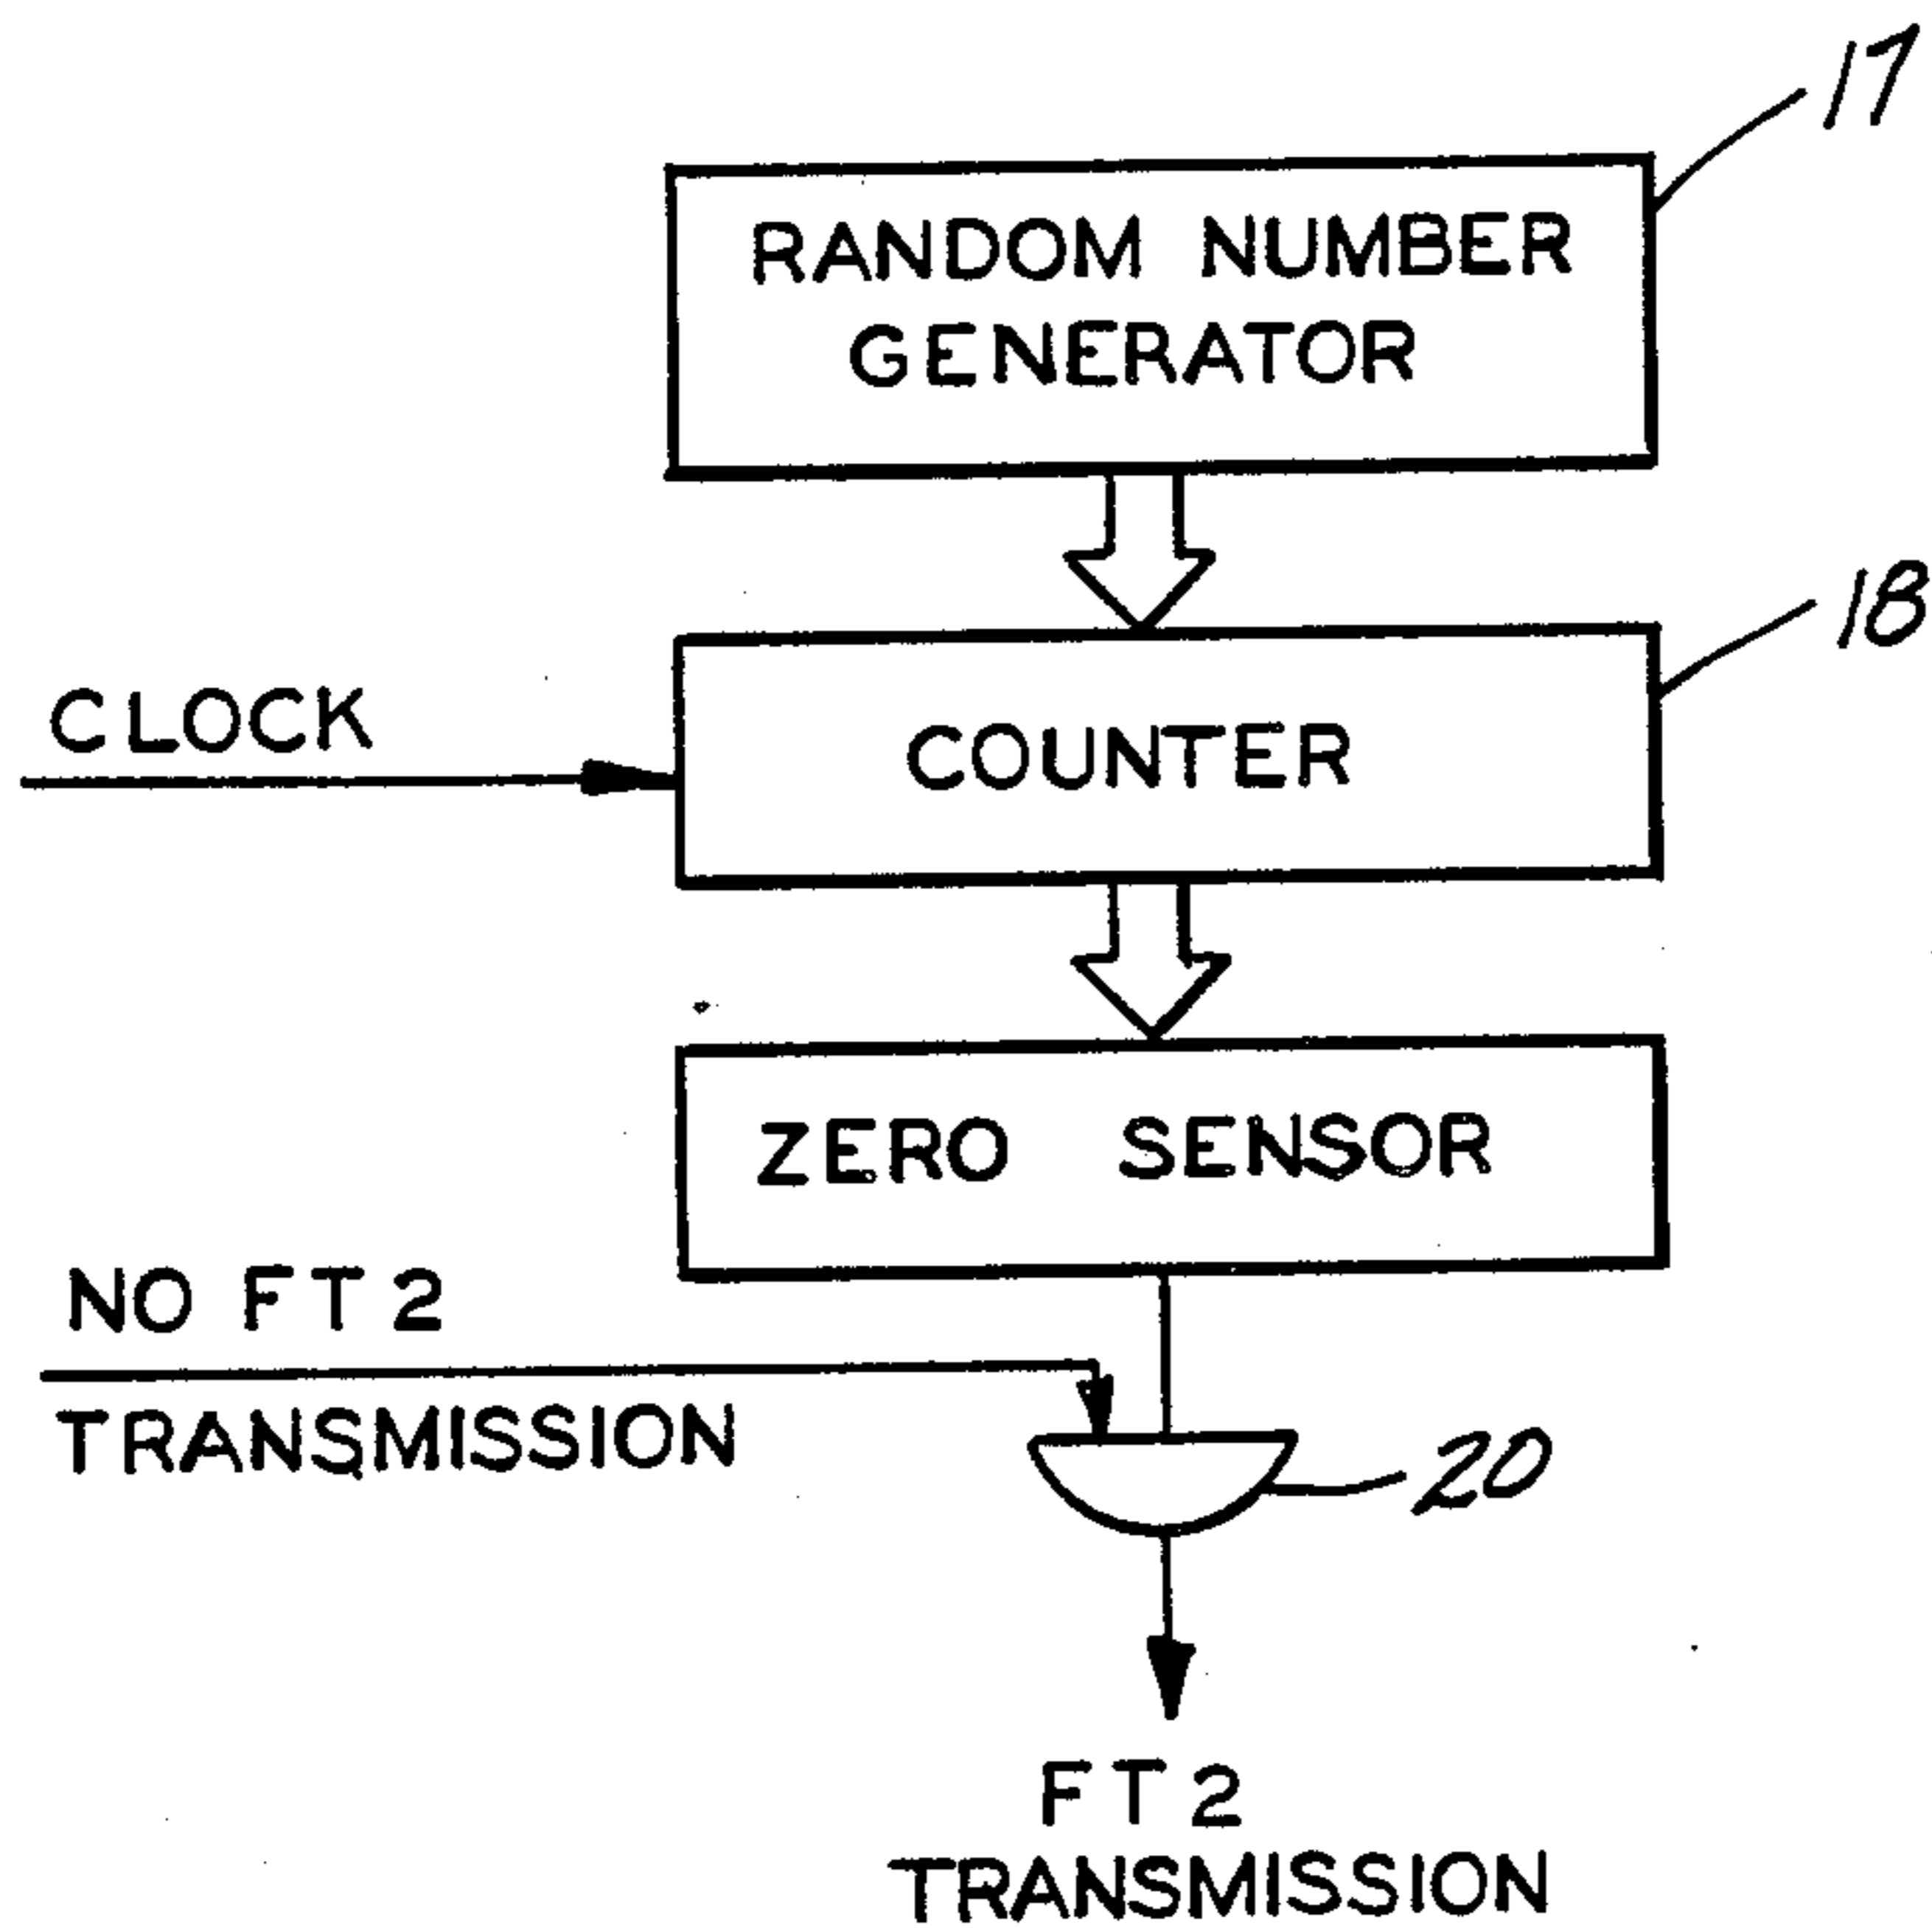 17
RANDOM NUMBER
GENERATOR
18
CLOCK
COUNTER
ZERO SENSOR
NO FT2
TRANSMISSION
20
FT2
TRANSMISSION